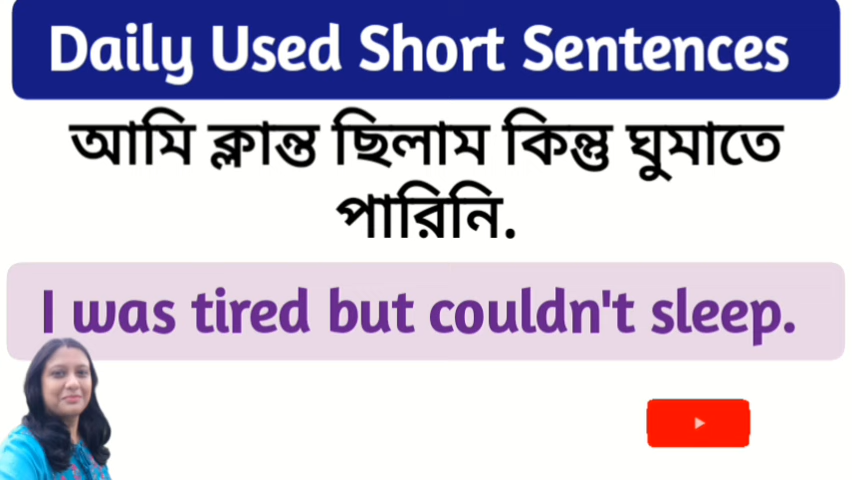 Daily Used Short Sentences
আমি ক্লান্ত ছিলাম কিন্তু ঘুমাতে
পারিনি.
I was tired but couldn't sleep.